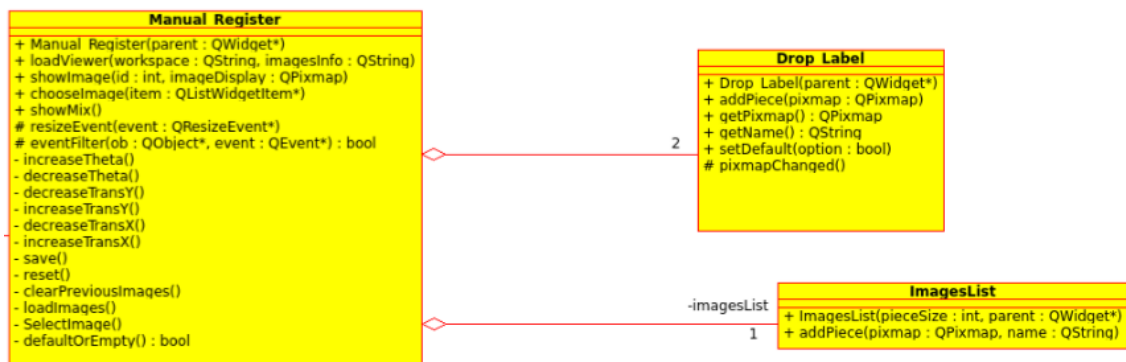 Manual Register
+ Manual Register(parent : QWidget*)
+ loadViewer(workspace : QString, imagesInfo : QString)
+ showImage(id : int, imageDisplay : QPixmap)
+ chooseImage(item : QListWidgetItem*)
+ showMix()
# resizeEvent(event : QResizeEvent*)
# eventFilter(ob : QObject*, event : QEvent*) : bool
- increaseTheta()
- decreaseTheta()
- decreaseTransY()
- increaseTransY()
- decreaseTransX()
- increaseTransX()
- save()
- reset()
- clearPreviousImages()
- loadImages()
- SelectImage()
- defaultOrEmpty() : bool
2
Drop Label
+ Drop Label(parent : QWidget*)
+ addPiece(pixmap : QPixmap)
+ getPixmap() : QPixmap
+ getName() : QString
+ setDefault(option : bool)
# pixmapChanged()
-imagesList
1
ImagesList
+ ImagesList(pieceSize : int, parent : QWidget*)
+ addPiece(pixmap : QPixmap, name : QString)